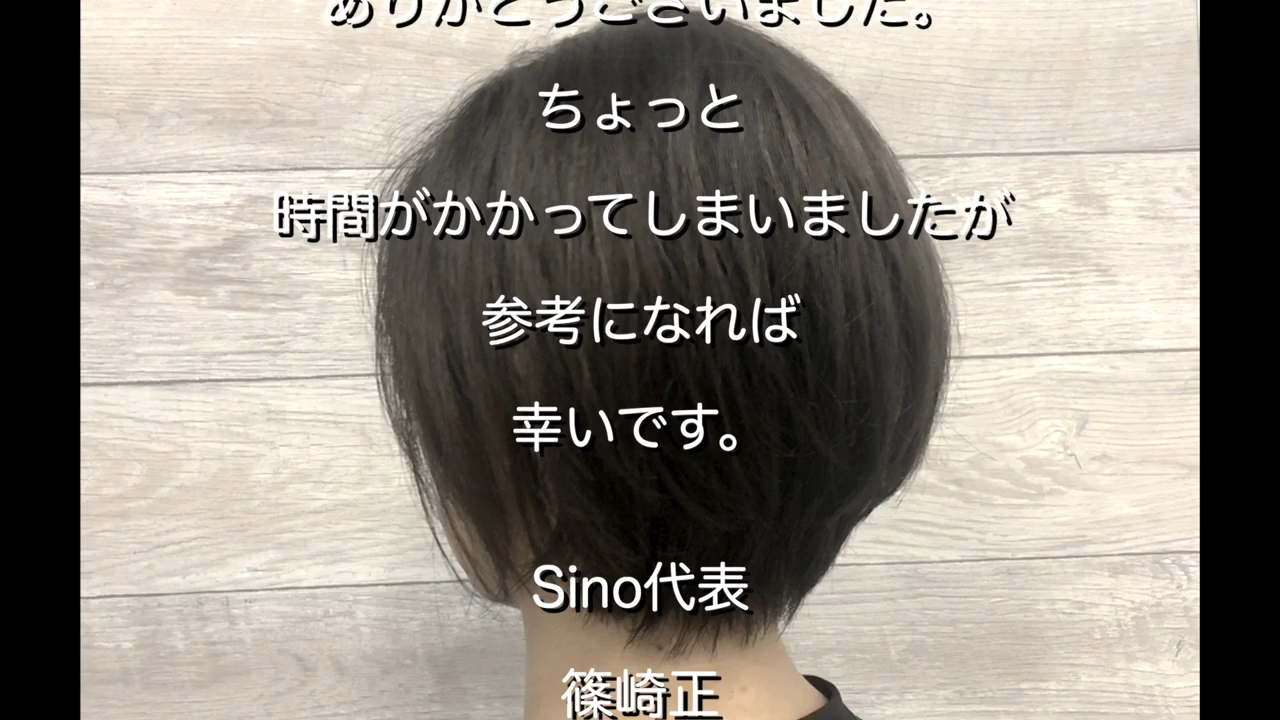 ありがとうございました。
ちょっと
時間がかかってしまいましたが
参考になれば
幸いです。
Sino代表
篠崎正